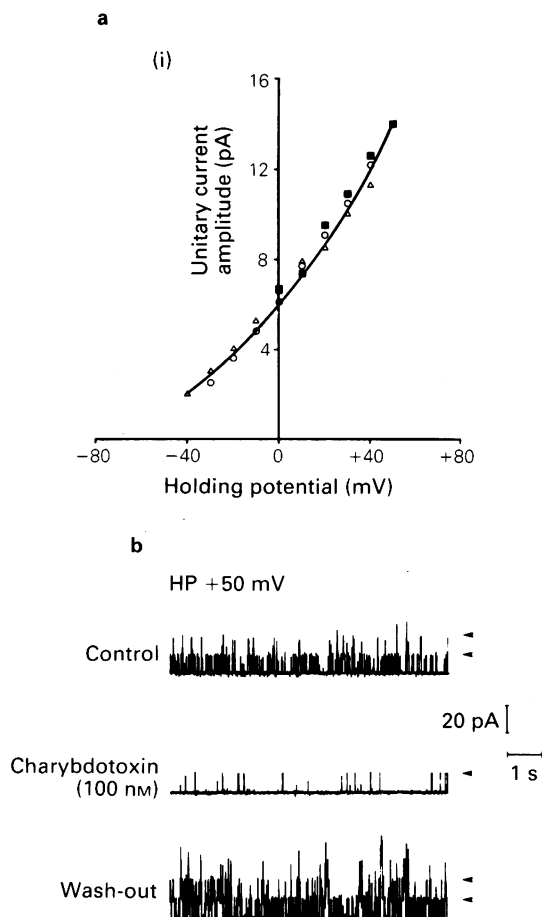 a
(i)
Unitary current
amplitude (pA)
16
12
8
4
−80
−40
0
+40
+80
Holding potential (mV)
b
HP +50 mV
Control
20 pA
1 s
Charybdotoxin
(100 nM)
Wash-out